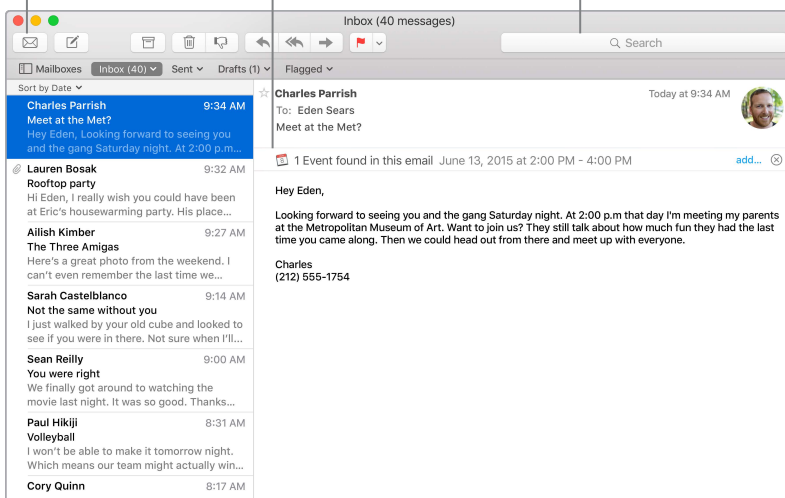 Inbox (40 messages)
Search
Mailboxes Inbox (40) Sent Drafts (1) Flagged
Sort by Date
Charles Parrish 9:34 AM
Meet at the Met?
Hey Eden, Looking forward to seeing you
and the gang Saturday night. At 2:00 p.m...
Lauren Bosak 9:32 AM
Rooftop party
Hi Eden, I really wish you could have been
at Eric's housewarming party. His place...
Ailish Kimber 9:27 AM
The Three Amigas
Here's a great photo from the weekend. I
can't even remember the last time we...
Sarah Castelblanco 9:14 AM
Not the same without you
I just walked by your old cube and looked to
see if you were in there. Not sure when I'll...
Sean Reilly 9:00 AM
You were right
We finally got around to watching the
movie last night. It was so good. Thanks...
Paul Hikiji 8:31 AM
Volleyball
I won't be able to make it tomorrow night.
Which means our team might actually win...
Cory Quinn 8:17 AM
Charles Parrish Today at 9:34 AM
To: Eden Sears
Meet at the Met?
1 Event found in this email June 13, 2015 at 2:00 PM - 4:00 PM add...
Hey Eden,
Looking forward to seeing you and the gang Saturday night. At 2:00 p.m that day I'm meeting my parents
at the Metropolitan Museum of Art. Want to join us? They still talk about how much fun they had the last
time you came along. Then we could head out from there and meet up with everyone.
Charles
(212) 555-1754